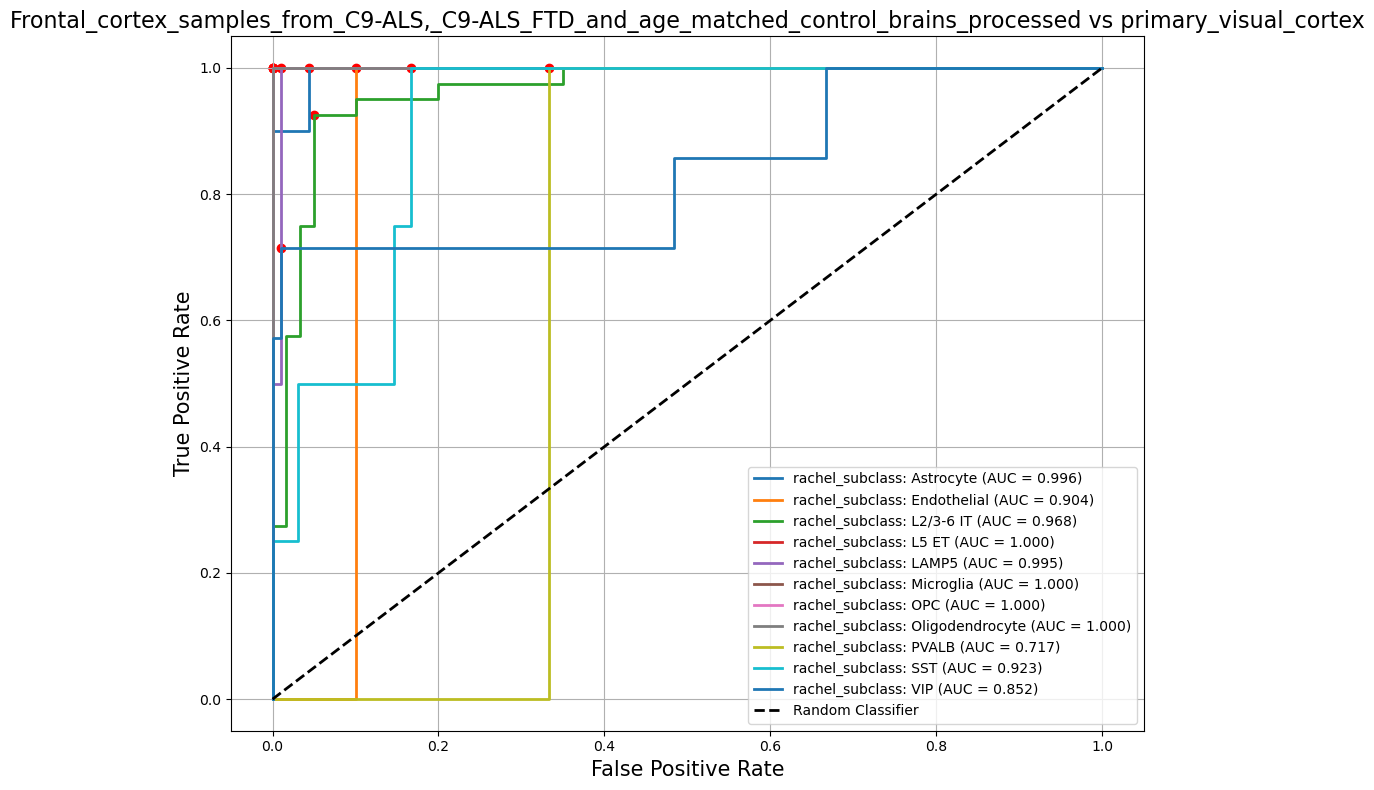 Frontal_cortex_samples_from_C9-ALS,_C9-ALS_FTD_and_age_matched_control_brains_processed vs primary_visual_cortex
1.0
0.8
0.6
0.4
0.2
0.0
True Positive Rate
rachel_subclass: Astrocyte (AUC = 0.996)
rachel_subclass: Endothelial (AUC = 0.904)
rachel_subclass: L2/3-6 IT (AUC = 0.968)
rachel_subclass: L5 ET (AUC = 1.000)
rachel_subclass: LAMP5 (AUC = 0.995)
rachel_subclass: Microglia (AUC = 1.000)
rachel_subclass: OPC (AUC = 1.000)
rachel_subclass: Oligodendrocyte (AUC = 1.000)
rachel_subclass: PVALB (AUC = 0.717)
rachel_subclass: SST (AUC = 0.923)
rachel_subclass: VIP (AUC = 0.852)
Random Classifier
0.0 0.2 0.4 0.6 0.8 1.0
False Positive Rate